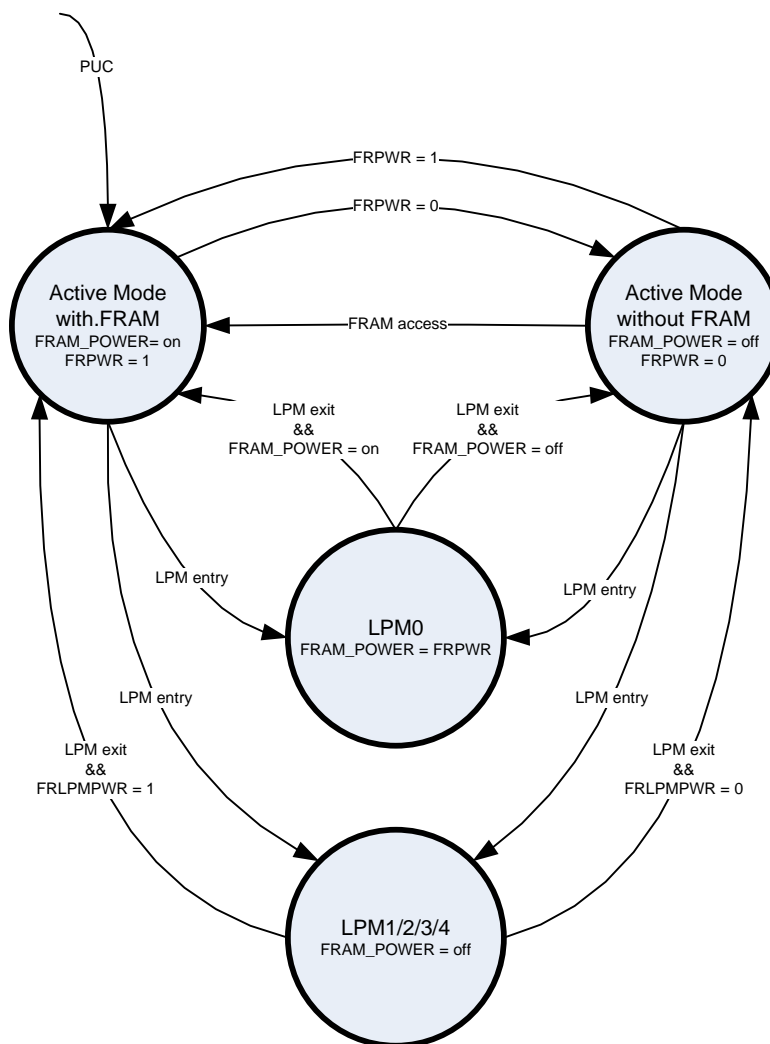 PUC
FRPWR = 1
FRPWR = 0
Active Mode
with.FRAM
FRAM_POWER= on
FRPWR = 1
FRAM access
Active Mode
without FRAM
FRAM_POWER = off
FRPWR = 0
LPM exit
&&
FRAM_POWER = on
LPM exit
&&
FRAM_POWER = off
LPM entry
LPM entry
LPM0
FRAM_POWER = FRPWR
LPM entry
LPM entry
LPM exit
&&
FRLPMPWR = 1
LPM exit
&&
FRLPMPWR = 0
LPM1/2/3/4
FRAM_POWER = off